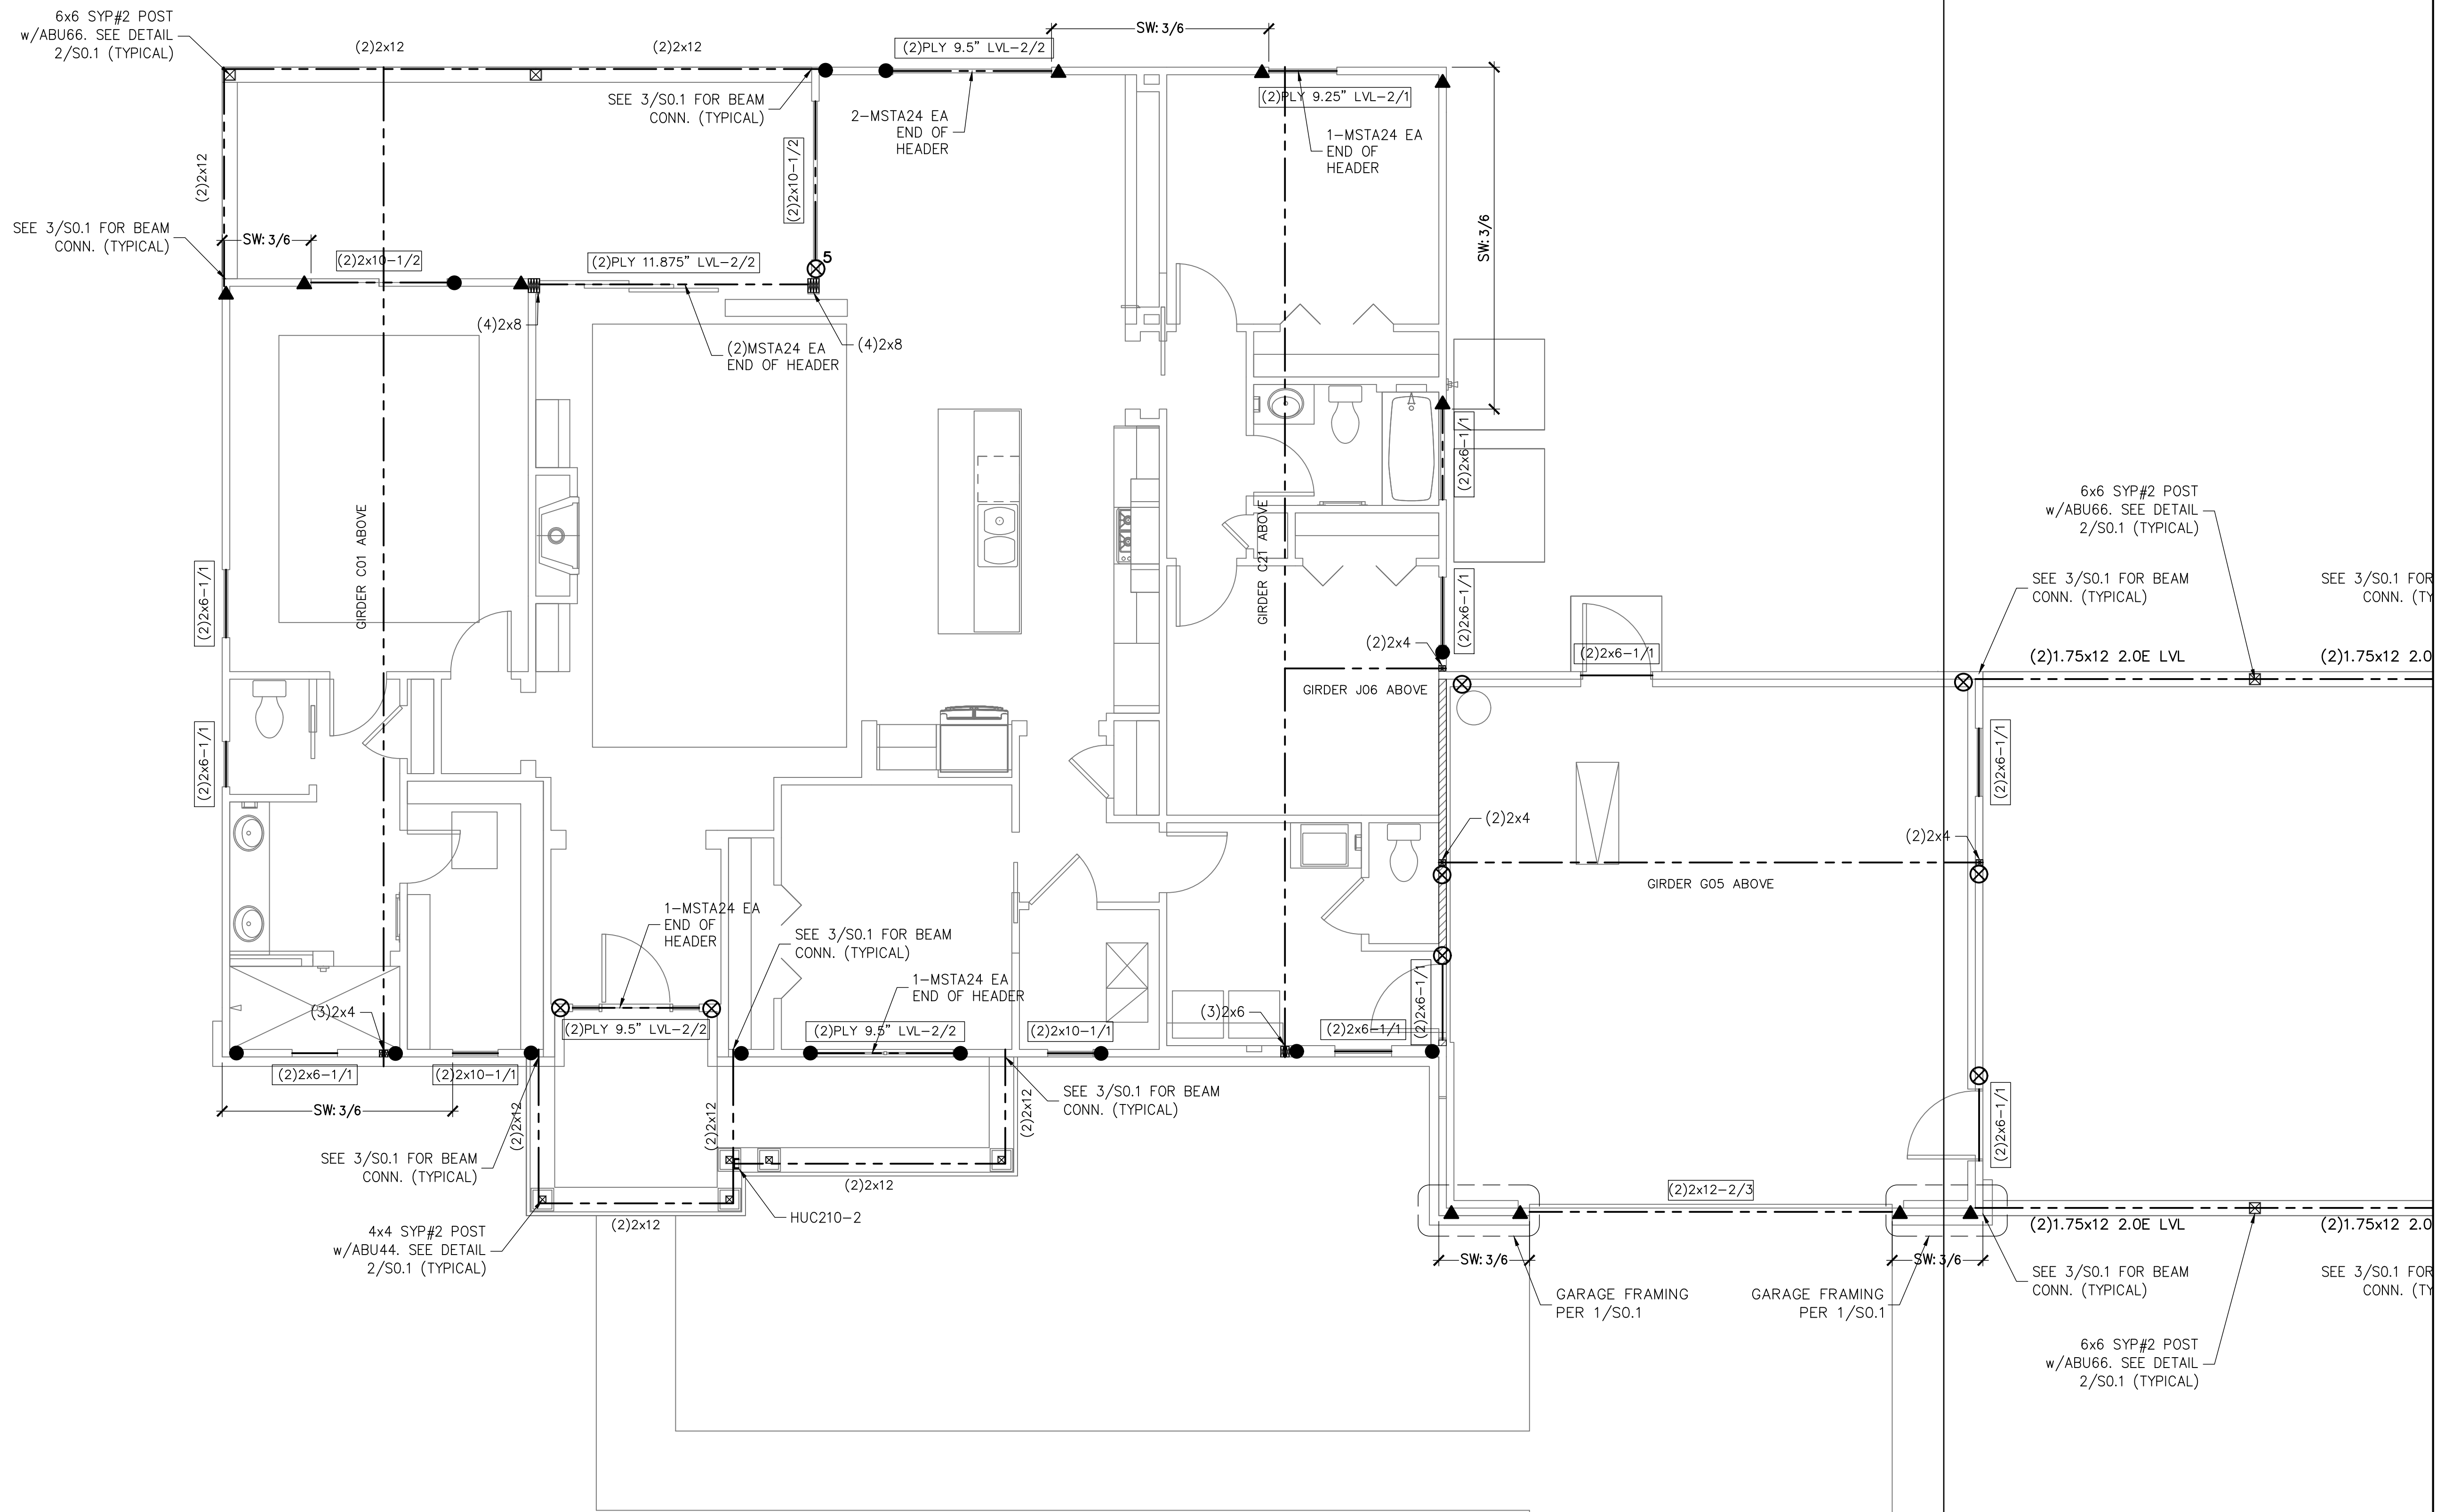 6x6 SYP#2 POST
w/ABU66. SEE DETAIL
2/S0.1 (TYPICAL)
(2)2x12
(2)2x12
(2)PLY 9.5" LVL-2/2
SW: 3/6
SEE 3/S0.1 FOR BEAM
CONN. (TYPICAL)
2-MSTA24 EA
END OF
HEADER
(2)PLY 9.25" LVL-2/1
1-MSTA24 EA
END OF
HEADER
(2)2x12
(2)2x10-1/2
SW: 3/6
SEE 3/S0.1 FOR BEAM
CONN. (TYPICAL)
SW: 3/6
(2)2x10-1/2
(2)PLY 11.875" LVL-2/2
5
(4)2x8
(2)MSTA24 EA
END OF HEADER
(4)2x8
(2)2x6-1/1
GIRDER C01 ABOVE
GIRDER C21 ABOVE
(2)2x6-1/1
(2)2x6-1/1
6x6 SYP#2 POST
w/ABU66. SEE DETAIL
2/S0.1 (TYPICAL)
SEE 3/S0.1 FOR BEAM
CONN. (TYPICAL)
SEE 3/S0.1 FOR
CONN. (TY
(2)2x4
(2)2x6-1/1
(2)1.75x12 2.0E LVL
(2)1.75x12 2.0
GIRDER J06 ABOVE
(2)2x6-1/1
(2)2x6-1/1
(2)2x4
(2)2x4
GIRDER G05 ABOVE
1-MSTA24 EA
END OF
HEADER
SEE 3/S0.1 FOR BEAM
CONN. (TYPICAL)
1-MSTA24 EA
END OF HEADER
(3)2x4
(2)PLY 9.5" LVL-2/2
(2)PLY 9.5" LVL-2/2
(2)2x10-1/1
(3)2x6
(2)2x6-1/1
(2)2x6-1/1
(2)2x6-1/1
(2)2x10-1/1
SW: 3/6
(2)2x12
(2)2x12
(2)2x12
SEE 3/S0.1 FOR BEAM
CONN. (TYPICAL)
(2)2x6-1/1
SEE 3/S0.1 FOR BEAM
CONN. (TYPICAL)
(2)2x12
HUC210-2
(2)2x12
4x4 SYP#2 POST
w/ABU44. SEE DETAIL
2/S0.1 (TYPICAL)
(2)2x12-2/3
(2)1.75x12 2.0E LVL
(2)1.75x12 2.0
SW: 3/6
SW: 3/6
GARAGE FRAMING
PER 1/S0.1
GARAGE FRAMING
PER 1/S0.1
SEE 3/S0.1 FOR BEAM
CONN. (TYPICAL)
SEE 3/S0.1 FOR
CONN. (TY
6x6 SYP#2 POST
w/ABU66. SEE DETAIL
2/S0.1 (TYPICAL)